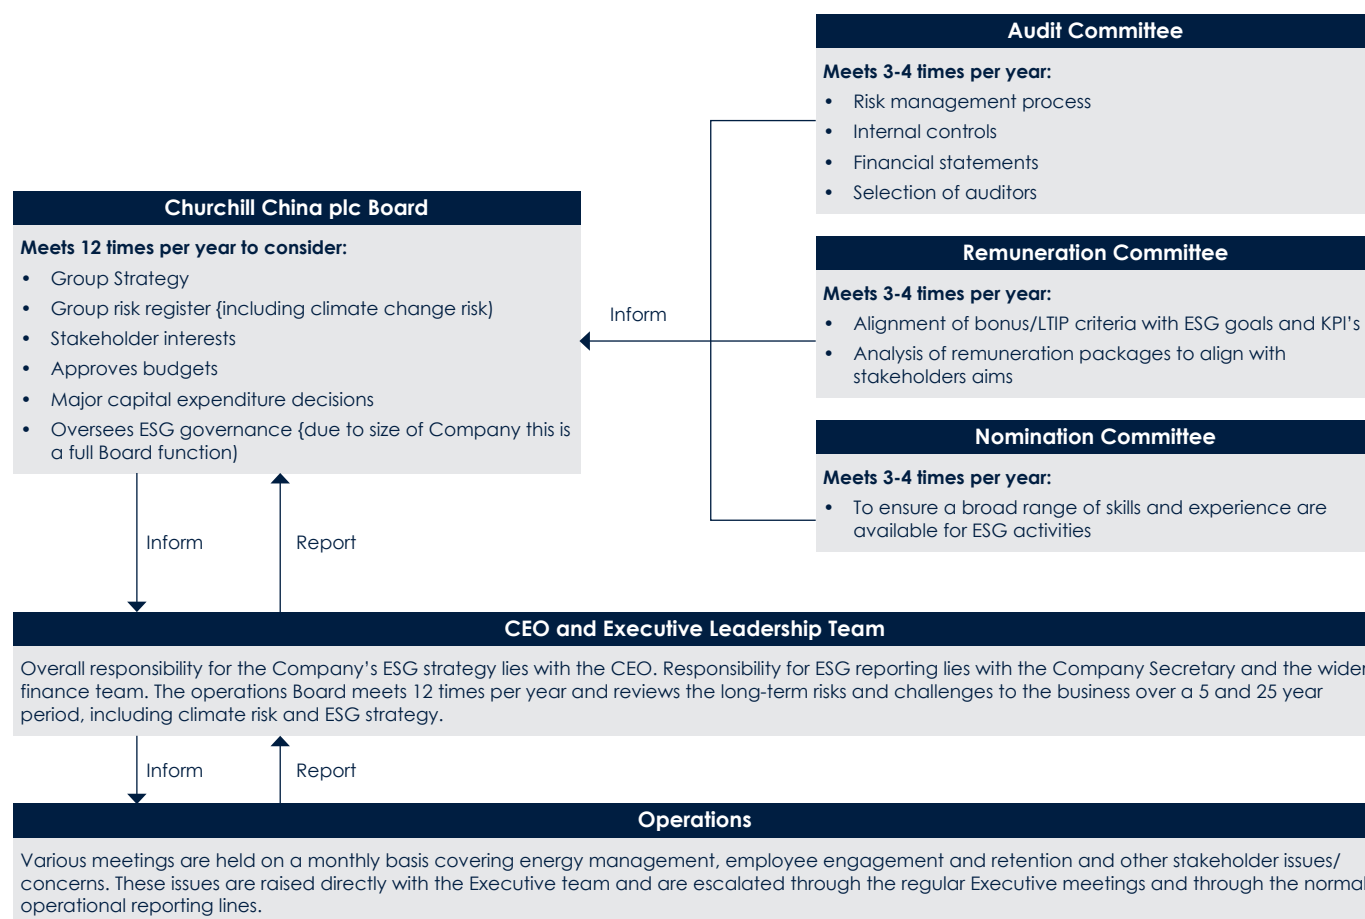 Audit Committee
Meets 3-4 times per year:
• Risk management process
• Internal controls
• Financial statements
• Selection of auditors
Churchill China plc Board
Meets 12 times per year to consider:
• Group Strategy
• Group risk register {including climate change risk)
• Stakeholder interests
• Approves budgets
• Major capital expenditure decisions
• Oversees ESG governance {due to size of Company this is
a full Board function)
Inform
Remuneration Committee
Meets 3-4 times per year:
• Alignment of bonus/LTIP criteria with ESG goals and KPI's
• Analysis of remuneration packages to align with
stakeholders aims
Nomination Committee
Meets 3-4 times per year:
• To ensure a broad range of skills and experience are
available for ESG activities
Inform
Report
CEO and Executive Leadership Team
Overall responsibility for the Company's ESG strategy lies with the CEO. Responsibility for ESG reporting lies with the Company Secretary and the wider
finance team. The operations Board meets 12 times per year and reviews the long-term risks and challenges to the business over a 5 and 25 year
period, including climate risk and ESG strategy.
Inform
Report
Operations
Various meetings are held on a monthly basis covering energy management, employee engagement and retention and other stakeholder issues/
concerns. These issues are raised directly with the Executive team and are escalated through the regular Executive meetings and through the normal
operational reporting lines.